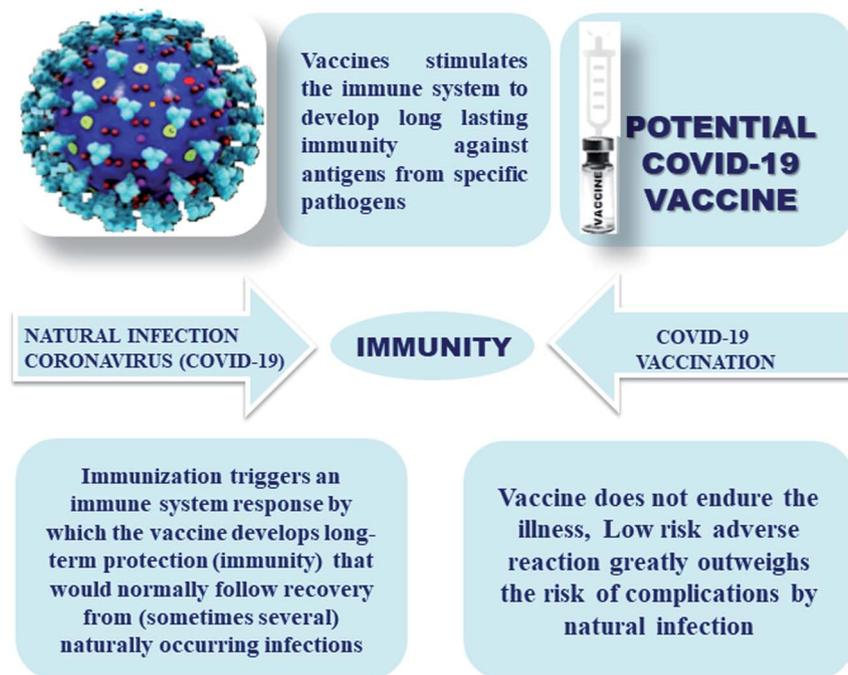 Vaccines stimulates
the immune system to
develop long lasting
immunity against
antigens from specific
pathogens
VACCINE
POTENTIAL
COVID-19
VACCINE
NATURAL INFECTION
CORONAVIRUS (COVID-19)
IMMUNITY
COVID-19
VACCINATION
Immunization triggers an
immune system response by
which the vaccine develops long-
term protection (immunity) that
would normally follow recovery
from (sometimes several)
naturally occurring infections
Vaccine does not endure the
illness, Low risk adverse
reaction greatly outweighs
the risk of complications by
natural infection